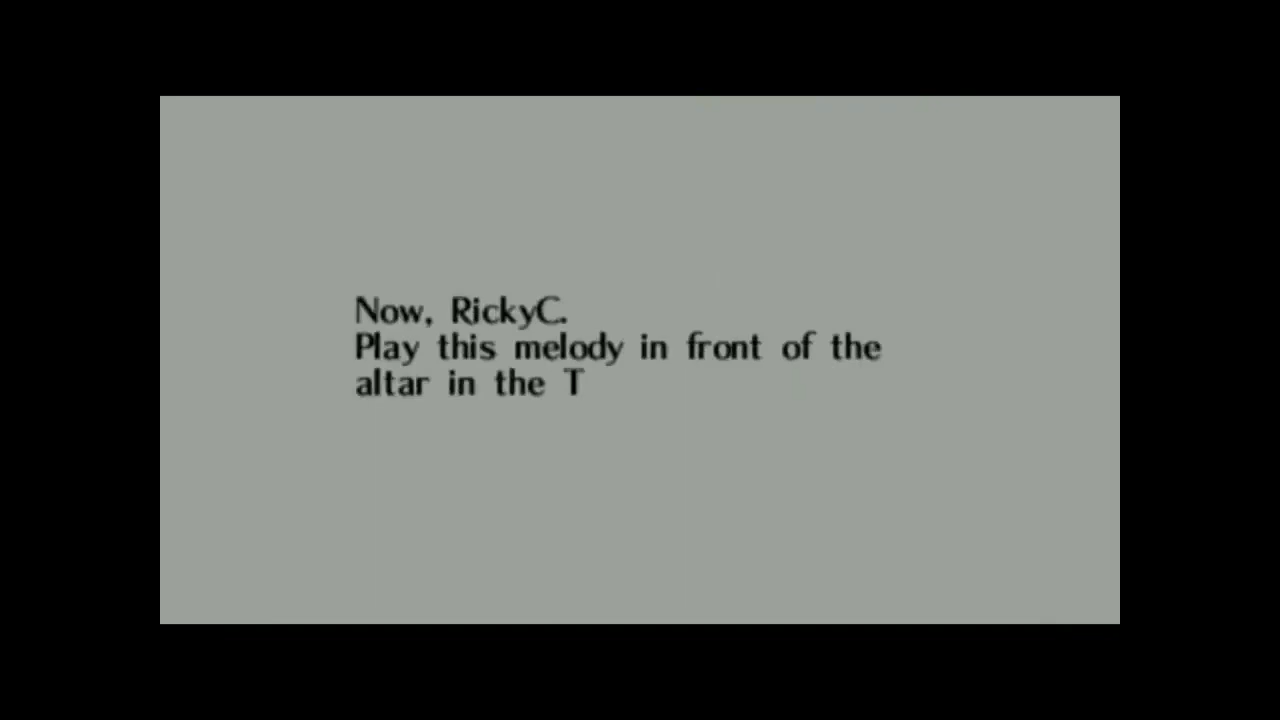 Now, RickyC.
Play this melody in front of the
altar in the T